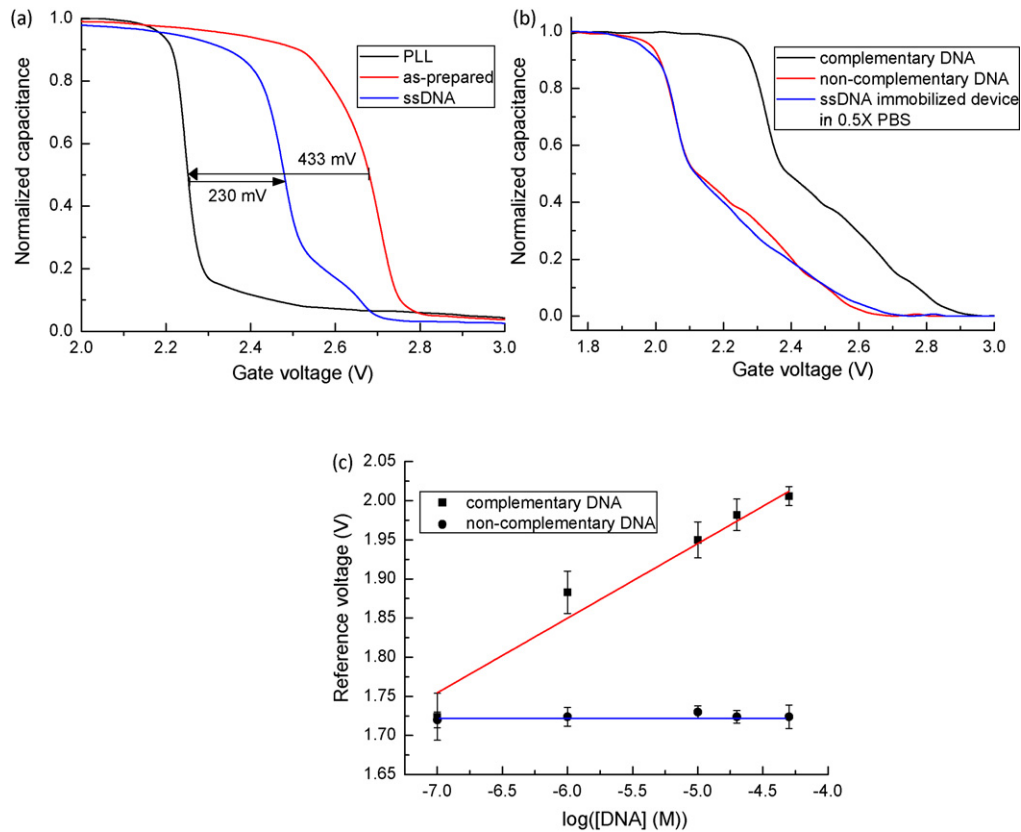 (a)
PLL
as-prepared
ssDNA
433 mV
230 mV
Normalized capacitance
1.0
0.8
0.6
0.4
0.2
0.0
2.0 2.2 2.4 2.6 2.8 3.0
Gate voltage (V)
(b)
complementary DNA
non-complementary DNA
ssDNA immobilized device
in 0.5X PBS
Normalized capacitance
1.0
0.8
0.6
0.4
0.2
0.0
1.8 2.0 2.2 2.4 2.6 2.8 3.0
Gate voltage (V)
(c)
complementary DNA
non-complementary DNA
Reference voltage (V)
2.05
2.00
1.95
1.90
1.85
1.80
1.75
1.70
1.65
-7.0 -6.5 -6.0 -5.5 -5.0 -4.5 -4.0
log([DNA] (M))